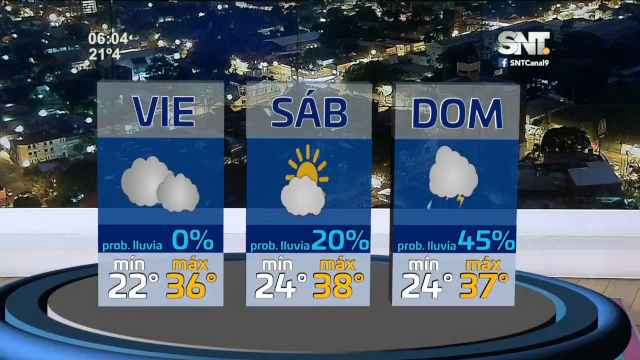 06:04
21°4
SNT.
SNTCanal9
VIE
prob. lluvia 0%
mín máx
22° 36°
SÁB
prob. lluvia 20%
mín máx
24° 38°
DOM
prob. lluvia 45%
mín máx
24° 37°